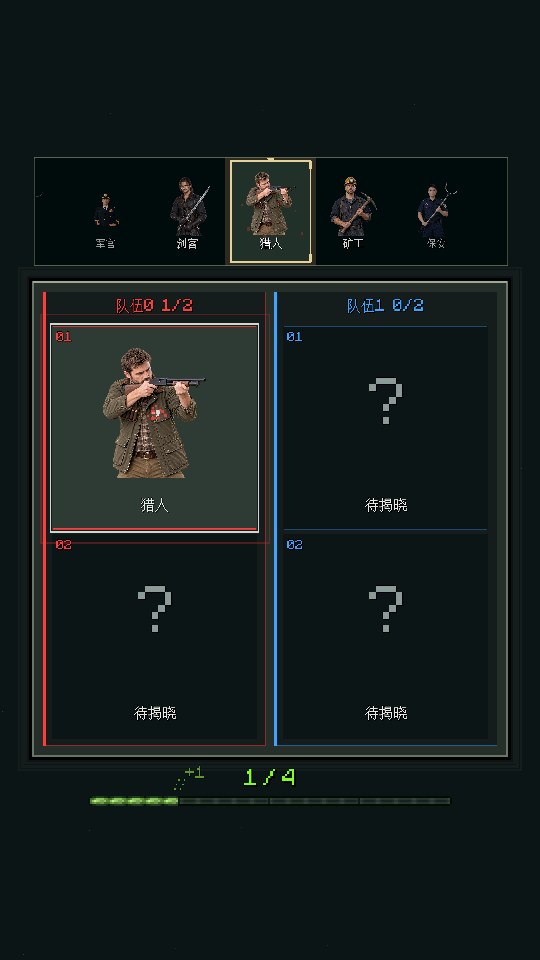 军官 剑客 猎人 矿工 保安
队伍0 1/2 队伍1 0/2
01 01
猎人 待揭晓
02 02
待揭晓 待揭晓
+1 1/4